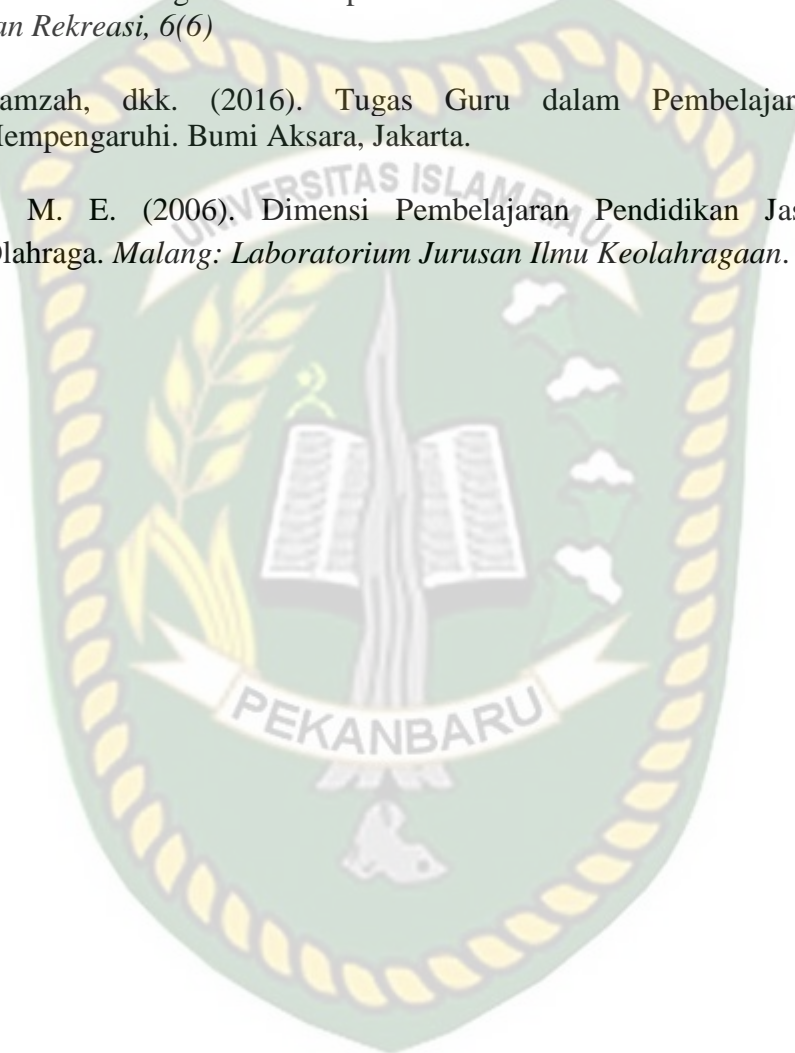 an Rekreasi, 6(6)
amzah, dkk. (2016). Tugas Guru dalam Pembelajar
Mempengaruhi. Bumi Aksara, Jakarta.
M. E. (2006). Dimensi Pembelajaran Pendidikan Jas
Olahraga. Malang: Laboratorium Jurusan Ilmu Keolahragaan.
UNIVERSITAS ISLAM RIAU
PEKANBARU